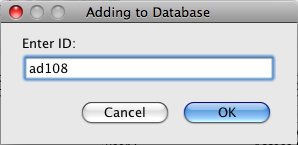 Adding to Database
Enter ID:
ad108
Cancel OK